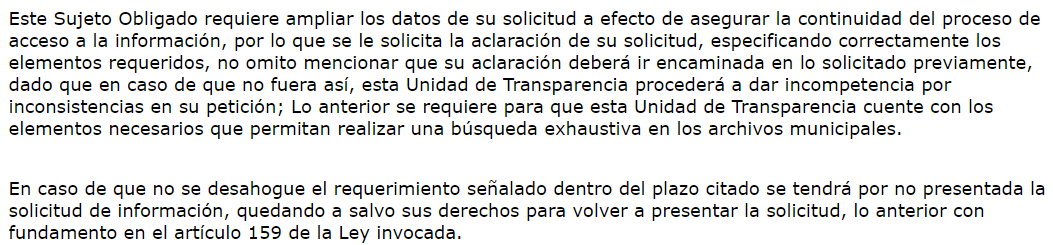 Este Sujeto Obligado requiere ampliar los datos de su solicitud a efecto de asegurar la continuidad del proceso de
acceso a la información, por lo que se le solicita la aclaración de su solicitud, especificando correctamente los
elementos requeridos, no omito mencionar que su aclaración deberá ir encaminada en lo solicitado previamente,
dado que en caso de que no fuera así, esta Unidad de Transparencia procederá a dar incompetencia por
inconsistencias en su petición; Lo anterior se requiere para que esta Unidad de Transparencia cuente con los
elementos necesarios que permitan realizar una búsqueda exhaustiva en los archivos municipales.
En caso de que no se desahogue el requerimiento señalado dentro del plazo citado se tendrá por no presentada la
solicitud de información, quedando a salvo sus derechos para volver a presentar la solicitud, lo anterior con
fundamento en el artículo 159 de la Ley invocada.